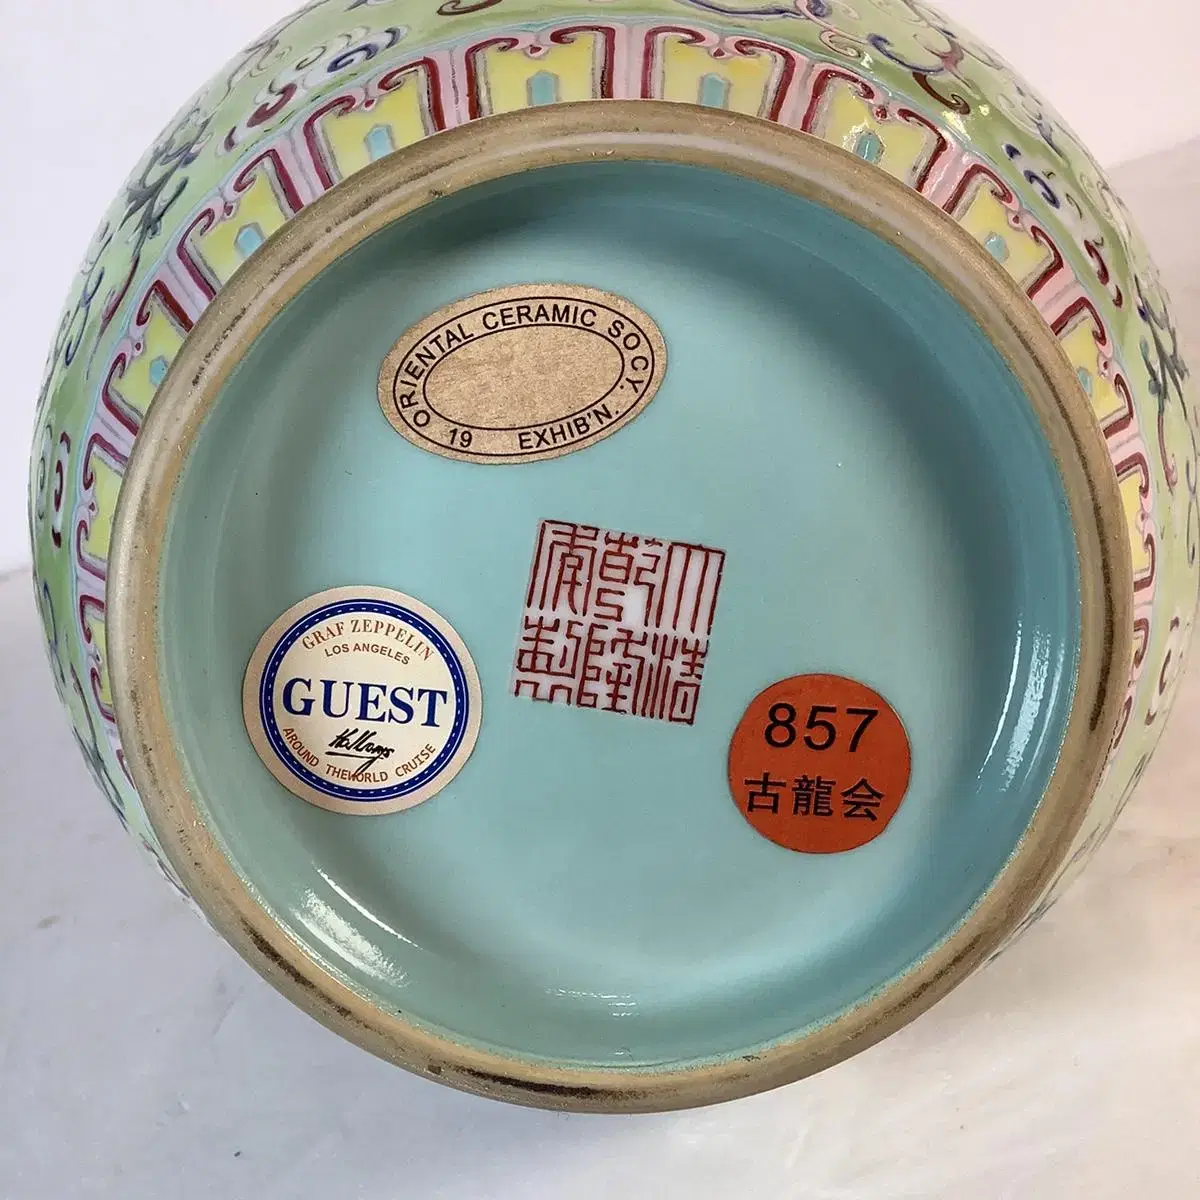 ORIENTAL CERAMIC SOCY.
19 EXHIB'N.
大清
乾隆
年製
GRAF ZEPPELIN
LOS ANGELES
GUEST
AROUND THEWORLD CRUISE
857
古龍会